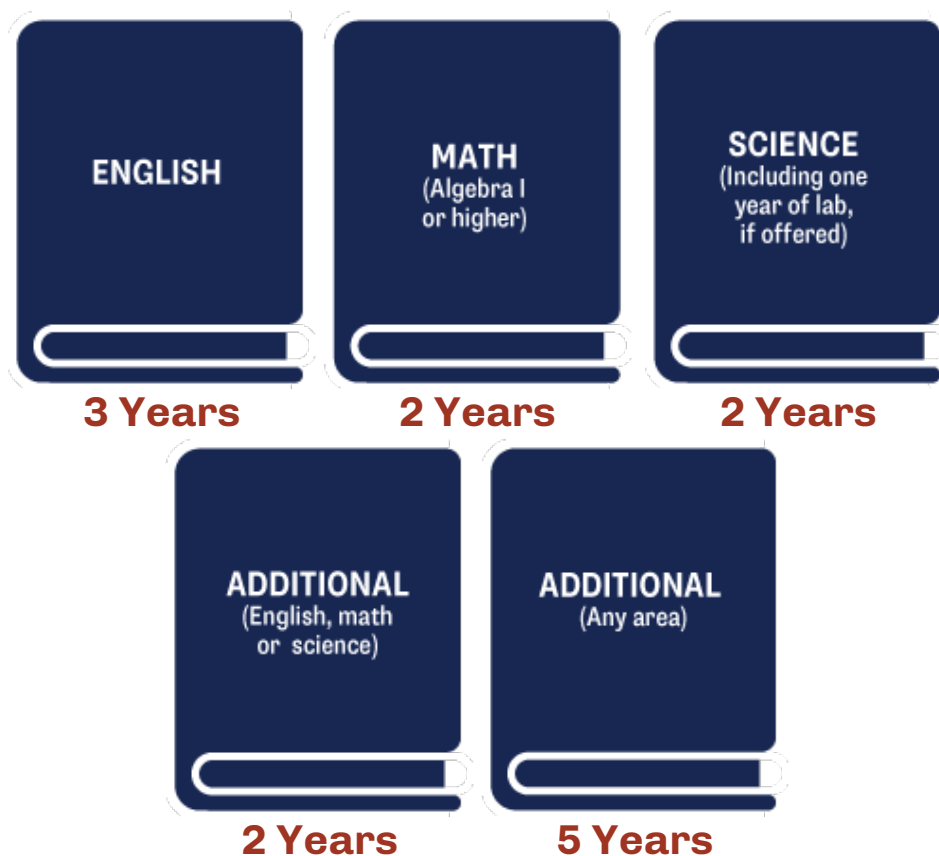 ENGLISH
MATH
(Algebra I
or higher)
SCIENCE
(Including one
year of lab,
if offered)
3 Years
2 Years
2 Years
ADDITIONAL
(English, math
or science)
ADDITIONAL
(Any area)
2 Years
5 Years